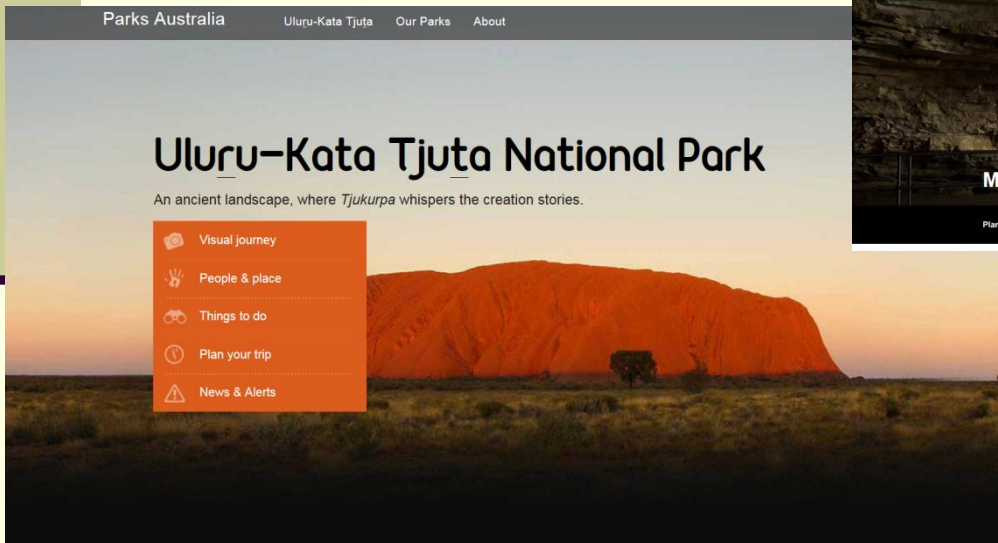 Parks Australia
Uluṟu-Kata Tjuṯa Our Parks About
Uluṟu–Kata Tjuṯa National Park
An ancient landscape, where Tjukurpa whispers the creation stories.
Visual journey
People & place
Things to do
Plan your trip
News & Alerts